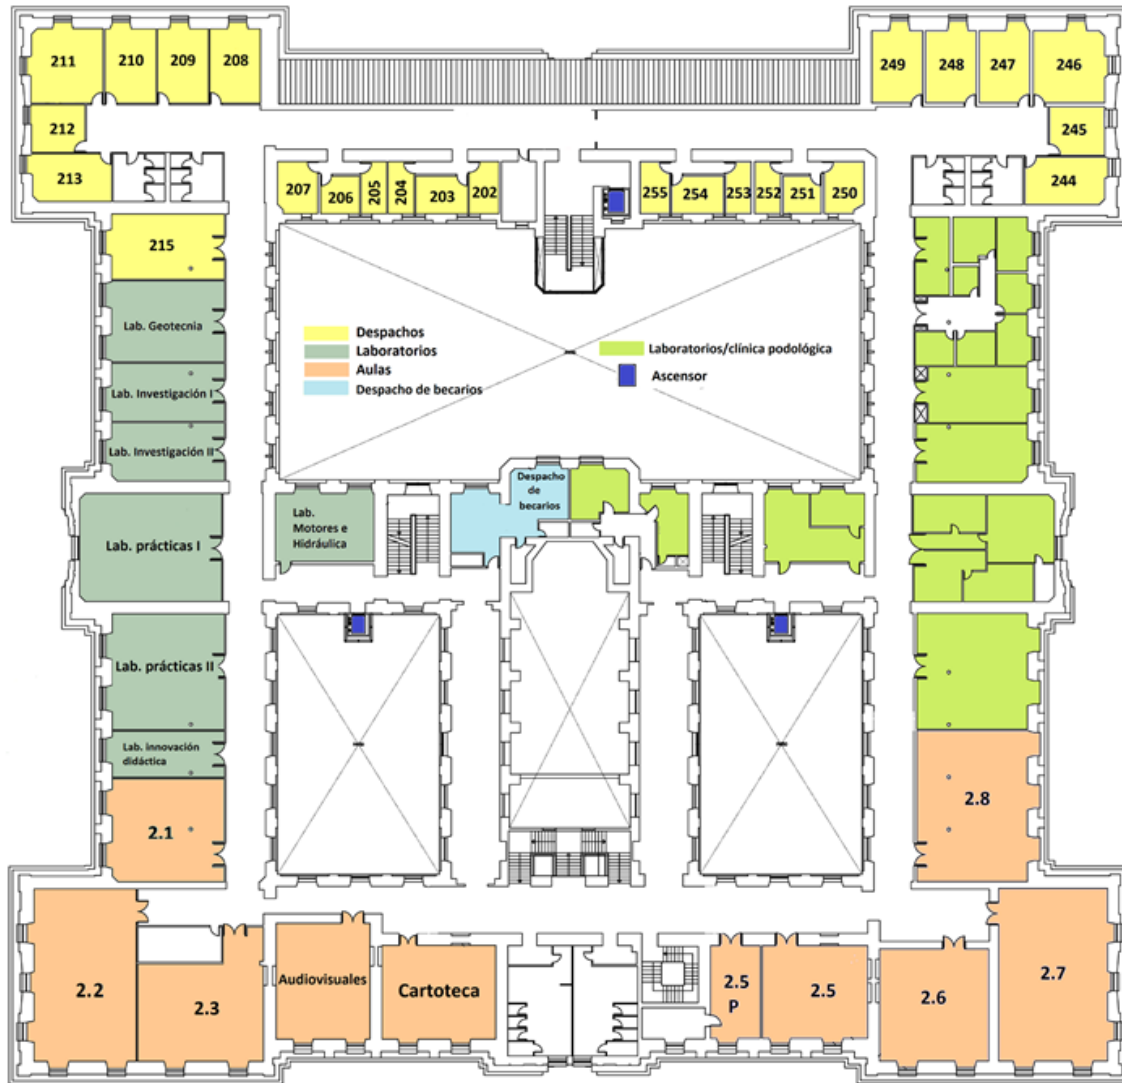 211
210
209
208
249
248
247
246
212
245
213
244
207
206
205
204
203
202
255
254
253
252
251
250
215
Lab. Geotecnia
Despachos
Laboratorios
Aulas
Despacho de becarios
Laboratorios/clínica podológica
Ascensor
Lab. Investigación I
Lab. Investigación II
Despacho
de
becarios
Lab.
Motores e
Hidráulica
Lab. prácticas I
Lab. prácticas II
Lab. innovación
didáctica
2.1
2.8
2.2
2.3
Audiovisuales
Cartoteca
2.5
P
2.5
2.6
2.7